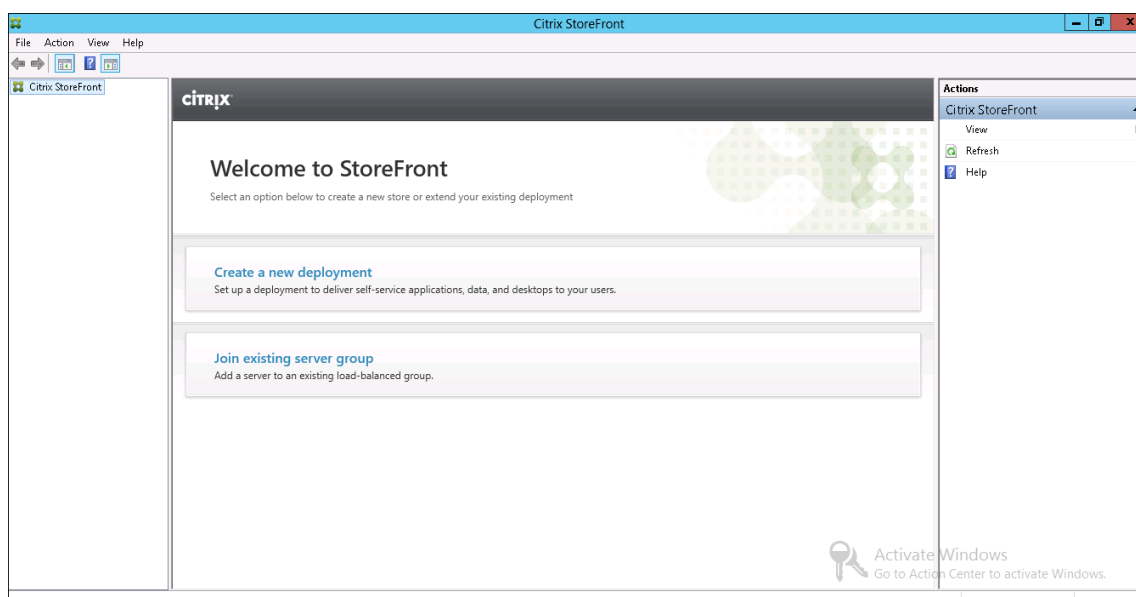 Citrix StoreFront
File Action View Help
Citrix StoreFront
CİTRIX
Welcome to StoreFront
Select an option below to create a new store or extend your existing deployment
Create a new deployment
Set up a deployment to deliver self-service applications, data, and desktops to your users.
Join existing server group
Add a server to an existing load-balanced group.
Actions
Citrix StoreFront
View
Refresh
Help
Activate Windows
Go to Action Center to activate Windows.